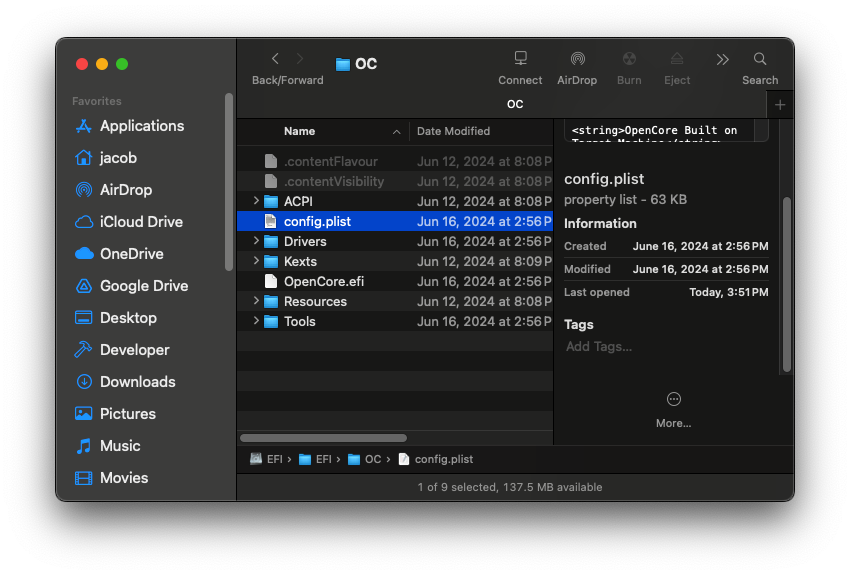 OC
Back/Forward
Connect
AirDrop
Burn
Eject
Search
OC
Favorites
Applications
jacob
AirDrop
iCloud Drive
OneDrive
Google Drive
Desktop
Developer
Downloads
Pictures
Music
Movies
Name Date Modified
.contentFlavour Jun 12, 2024 at 8:08 P
.contentVisibility Jun 12, 2024 at 8:08 P
ACPI Jun 12, 2024 at 8:08 P
config.plist Jun 16, 2024 at 2:56 P
Drivers Jun 16, 2024 at 2:56 P
Kexts Jun 12, 2024 at 8:09 P
OpenCore.efi Jun 16, 2024 at 2:56 P
Resources Jun 12, 2024 at 8:08 P
Tools Jun 16, 2024 at 2:56 P
<string>OpenCore Built on
Target Machine</string>
config.plist
property list - 63 KB
Information
Created June 16, 2024 at 2:56 PM
Modified June 16, 2024 at 2:56 PM
Last opened Today, 3:51 PM
Tags
Add Tags...
More...
EFI › EFI › OC › config.plist
1 of 9 selected, 137.5 MB available